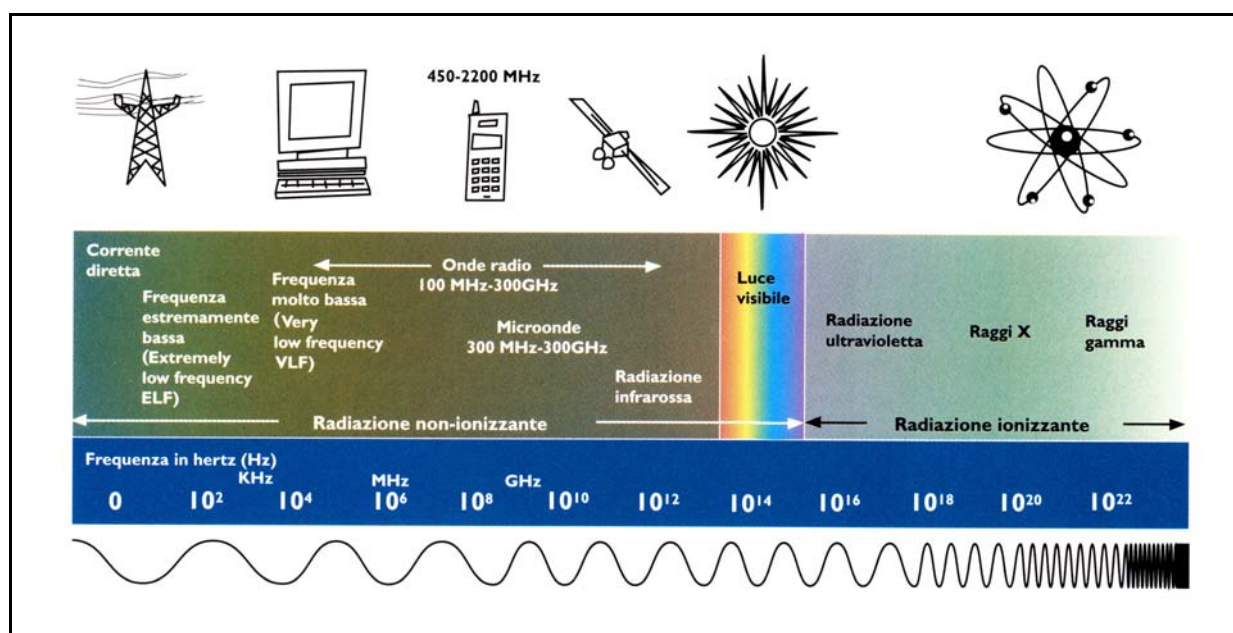 450-2200 MHz
Corrente
diretta
Frequenza
estremamente
bassa
(Extremely
low frequency
ELF)
Frequenza
molto bassa
(Very
low frequency
VLF)
Onde radio
100 MHz-300GHz
Microonde
300 MHz-300GHz
Radiazione
infrarossa
Luce
visibile
Radiazione
ultravioletta
Raggi X
Raggi
gamma
Radiazione non-ionizzante
Radiazione ionizzante
Frequenza in hertz (Hz)
KHz MHz GHz
0 10² 10⁴ 10⁶ 10⁸ 10¹⁰ 10¹² 10¹⁴ 10¹⁶ 10¹⁸ 10²⁰ 10²²